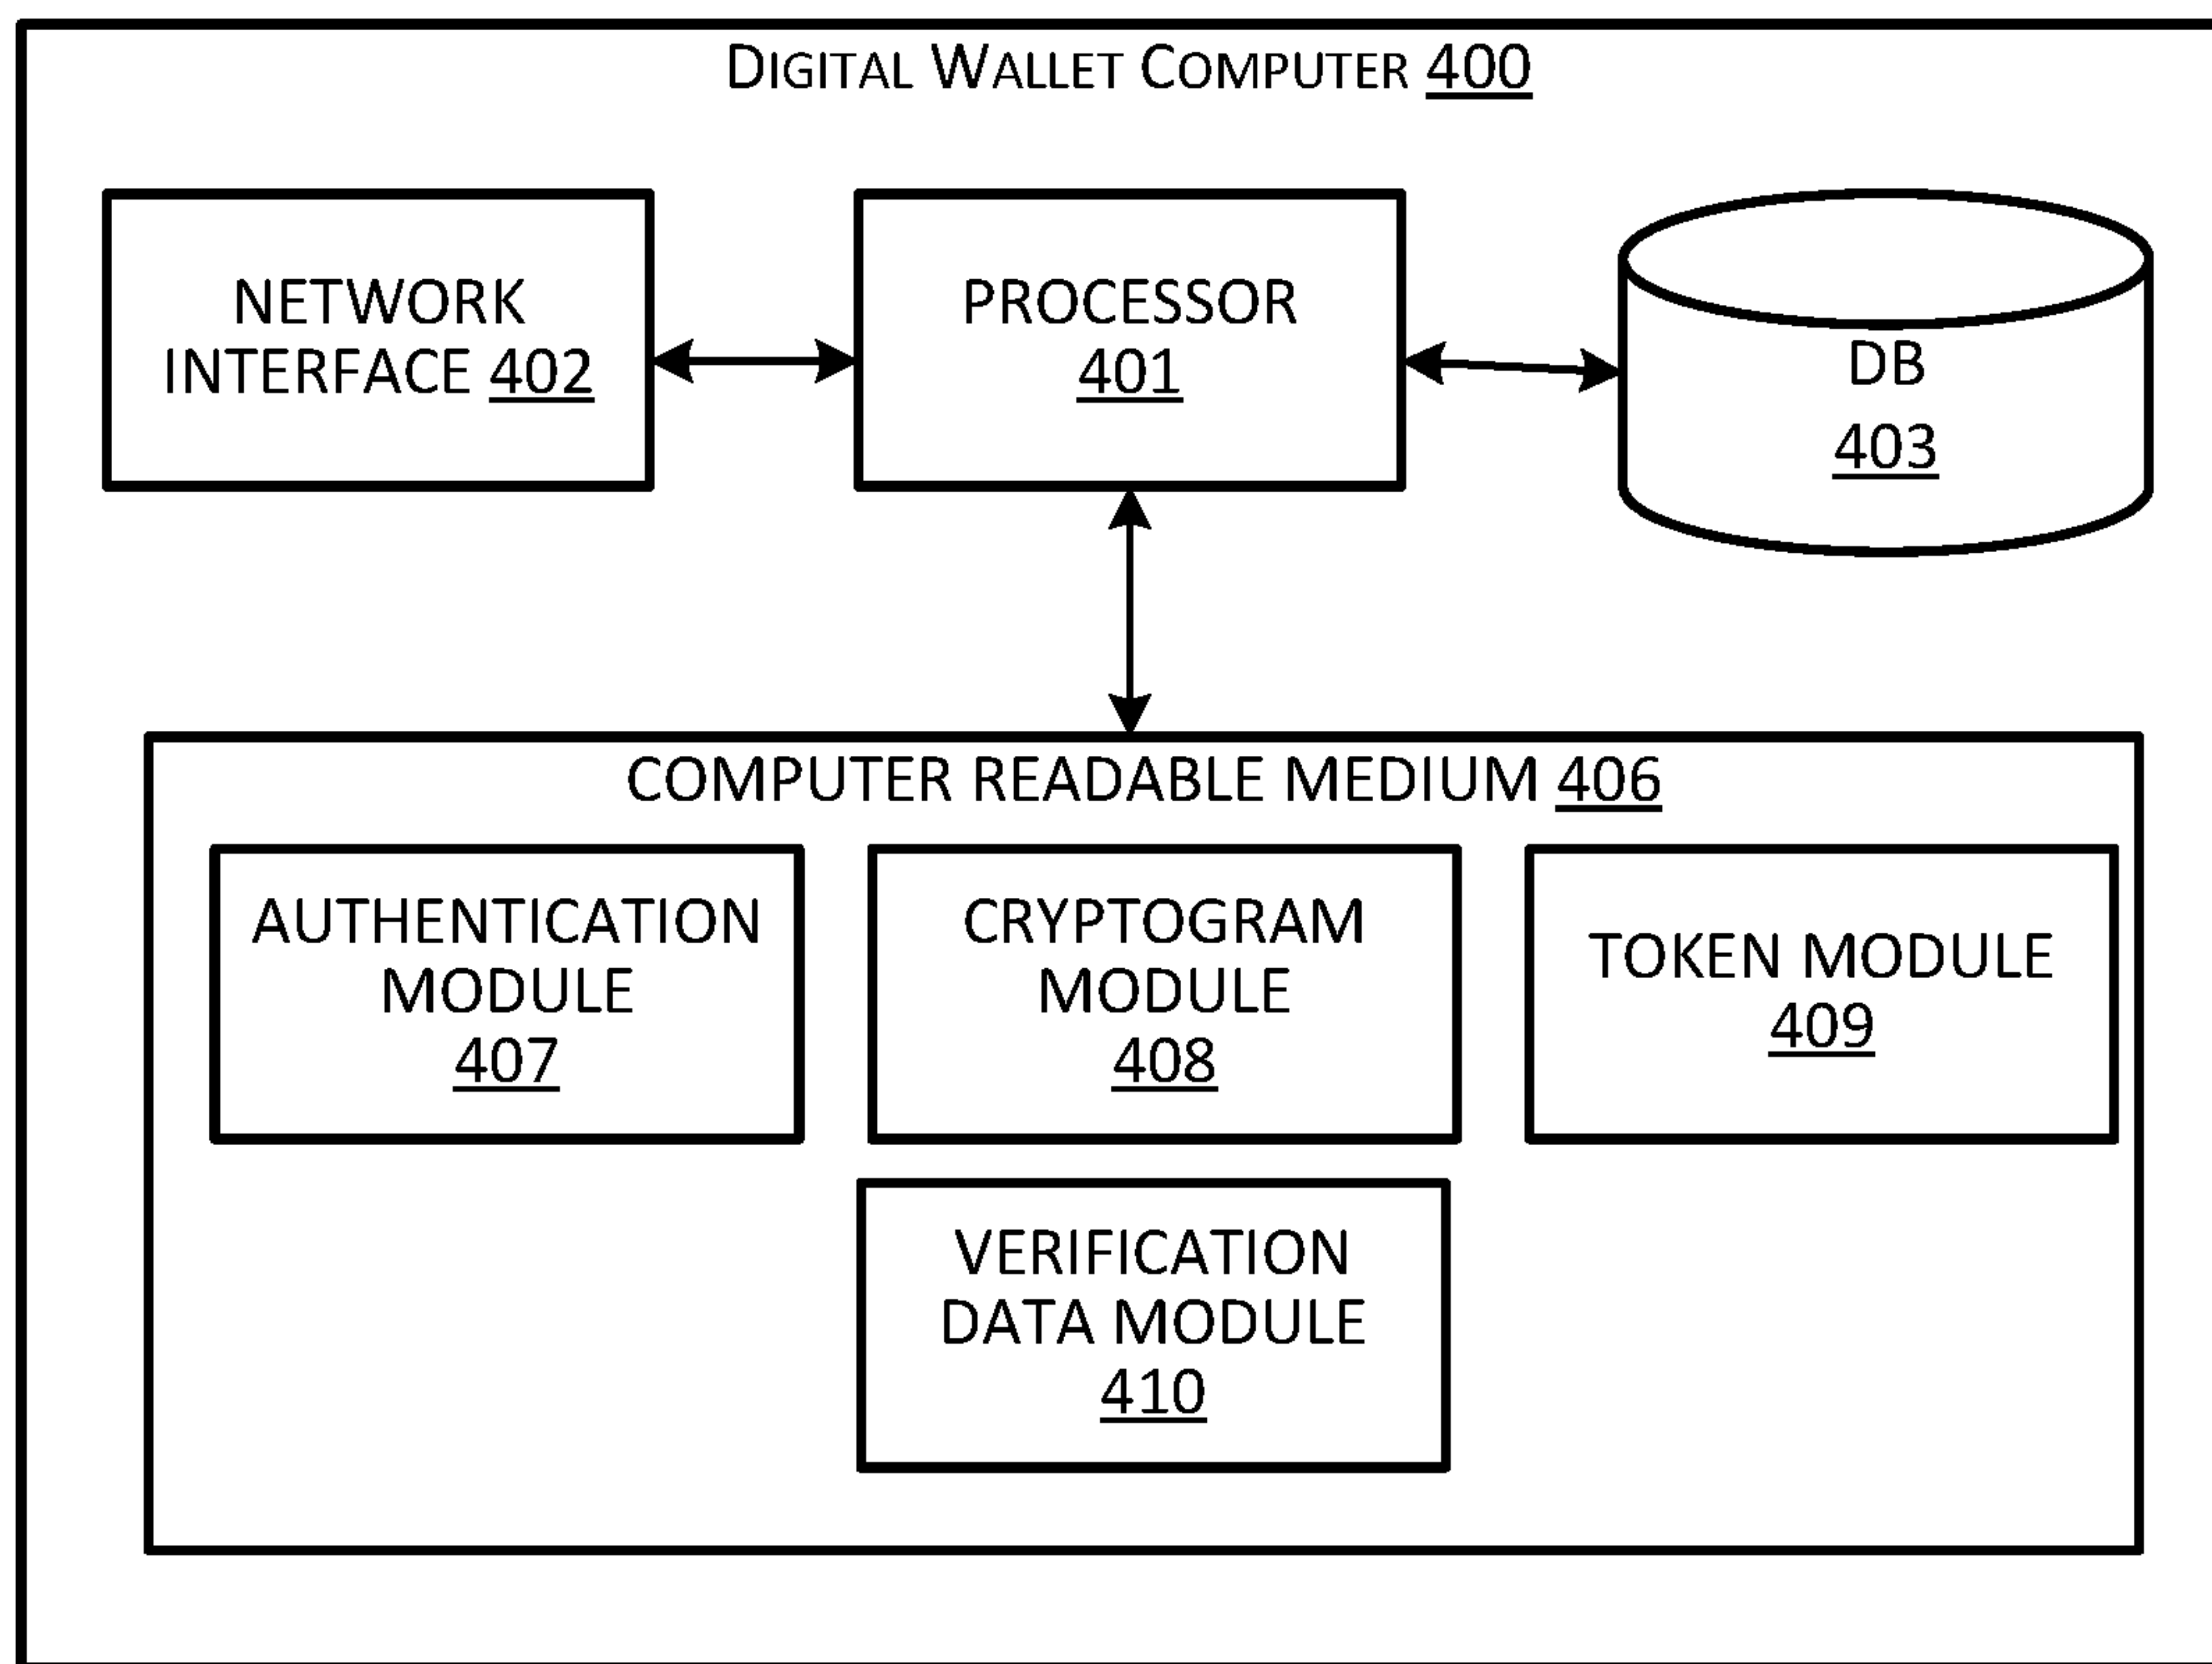 DIGITAL WALLET COMPUTER 400
NETWORK
INTERFACE 402
PROCESSOR
401
DB
403
COMPUTER READABLE MEDIUM 406
AUTHENTICATION
MODULE
407
CRYPTOGRAM
MODULE
408
TOKEN MODULE
409
VERIFICATION
DATA MODULE
410